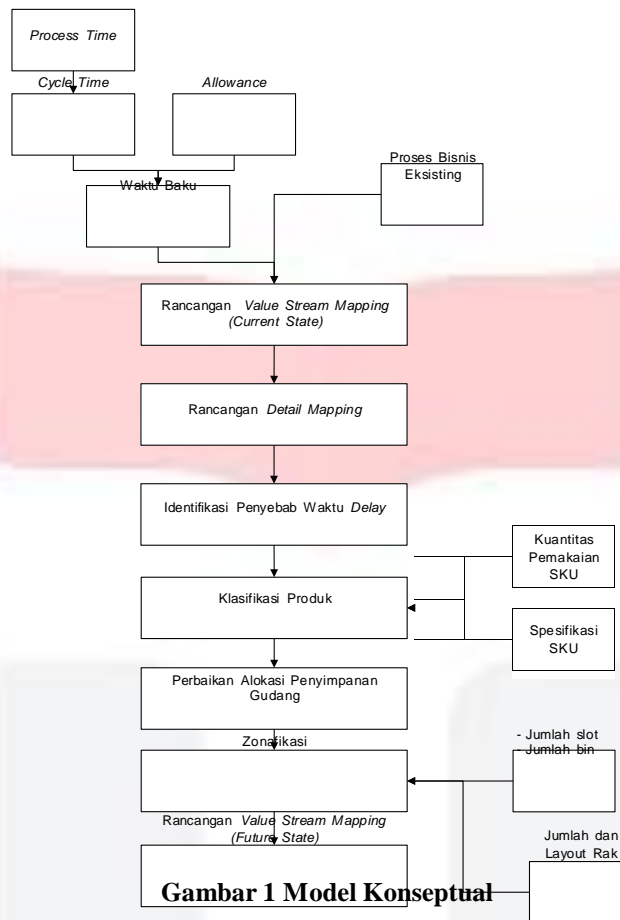 Process Time
Cycle Time
Allowance
Waktu Baku
Proses Bisnis
Eksisting
Rancangan Value Stream Mapping
(Current State)
Rancangan Detail Mapping
Identifikasi Penyebab Waktu Delay
Kuantitas
Pemakaian
SKU
Klasifikasi Produk
Spesifikasi
SKU
Perbaikan Alokasi Penyimpanan
Gudang
Zonafikasi
- Jumlah slot
- Jumlah bin
Rancangan Value Stream Mapping
(Future State)
Jumlah dan
Layout Rak
Gambar 1 Model Konseptual